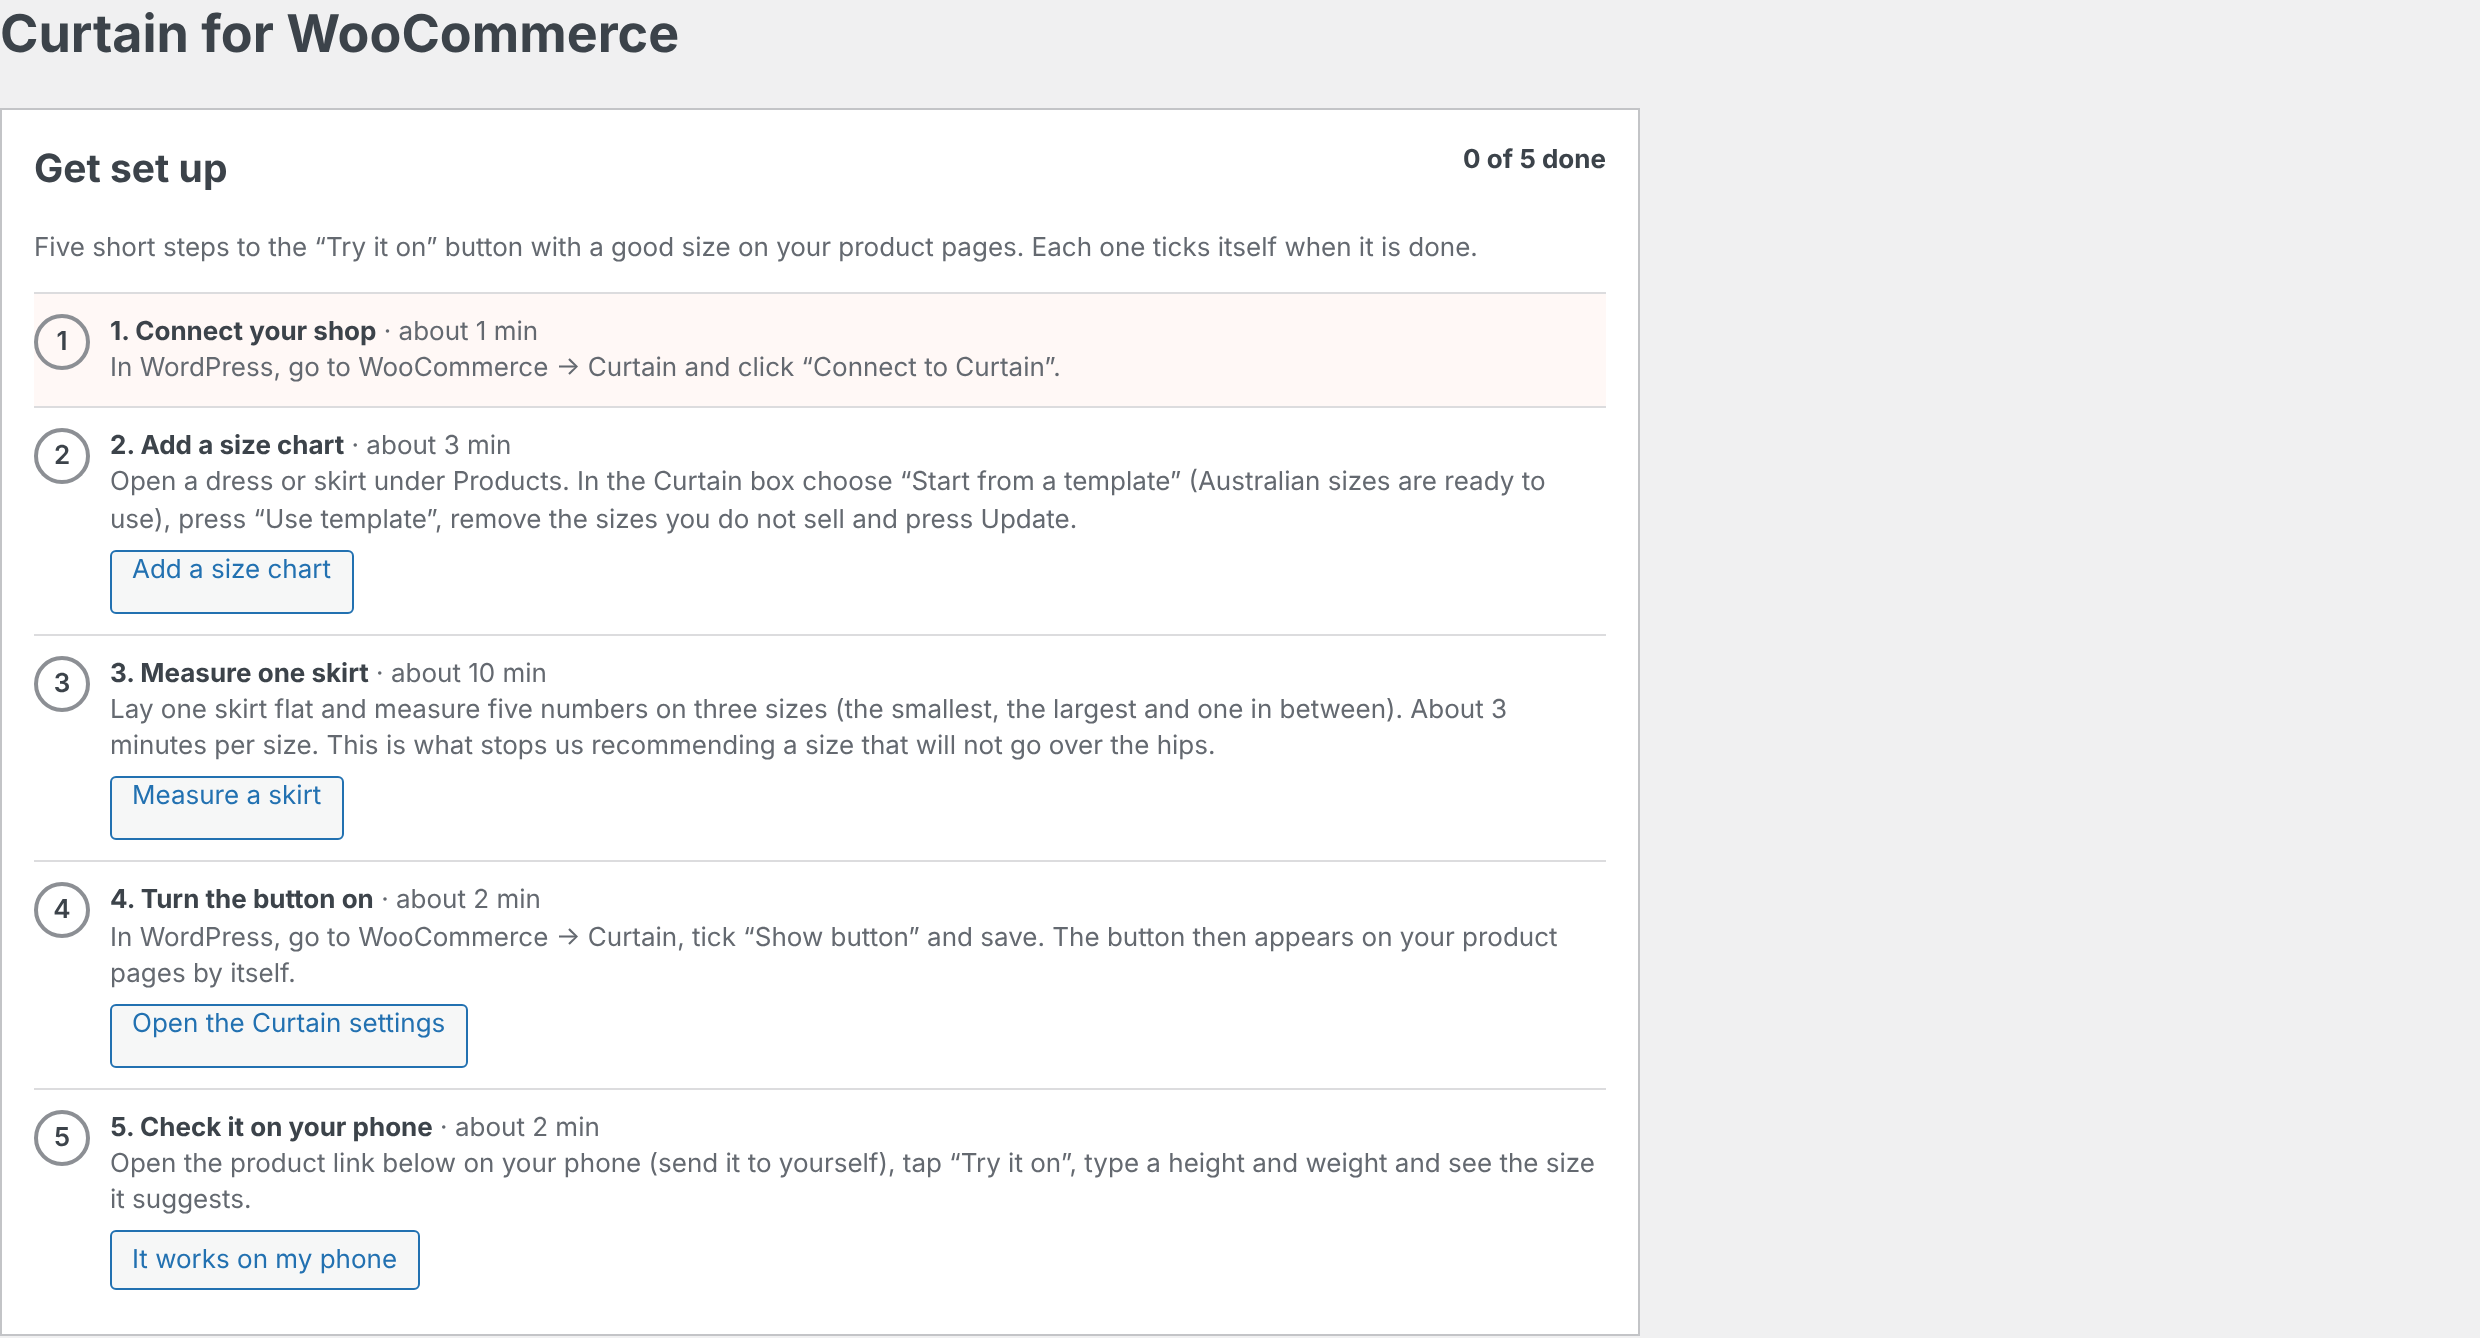 Curtain for WooCommerce
Get set up
0 of 5 done
Five short steps to the “Try it on” button with a good size on your product pages. Each one ticks itself when it is done.
1
1. Connect your shop · about 1 min
In WordPress, go to WooCommerce → Curtain and click “Connect to Curtain”.
2
2. Add a size chart · about 3 min
Open a dress or skirt under Products. In the Curtain box choose “Start from a template” (Australian sizes are ready to
use), press “Use template”, remove the sizes you do not sell and press Update.
Add a size chart
3
3. Measure one skirt · about 10 min
Lay one skirt flat and measure five numbers on three sizes (the smallest, the largest and one in between). About 3
minutes per size. This is what stops us recommending a size that will not go over the hips.
Measure a skirt
4
4. Turn the button on · about 2 min
In WordPress, go to WooCommerce → Curtain, tick “Show button” and save. The button then appears on your product
pages by itself.
Open the Curtain settings
5
5. Check it on your phone · about 2 min
Open the product link below on your phone (send it to yourself), tap “Try it on”, type a height and weight and see the size
it suggests.
It works on my phone